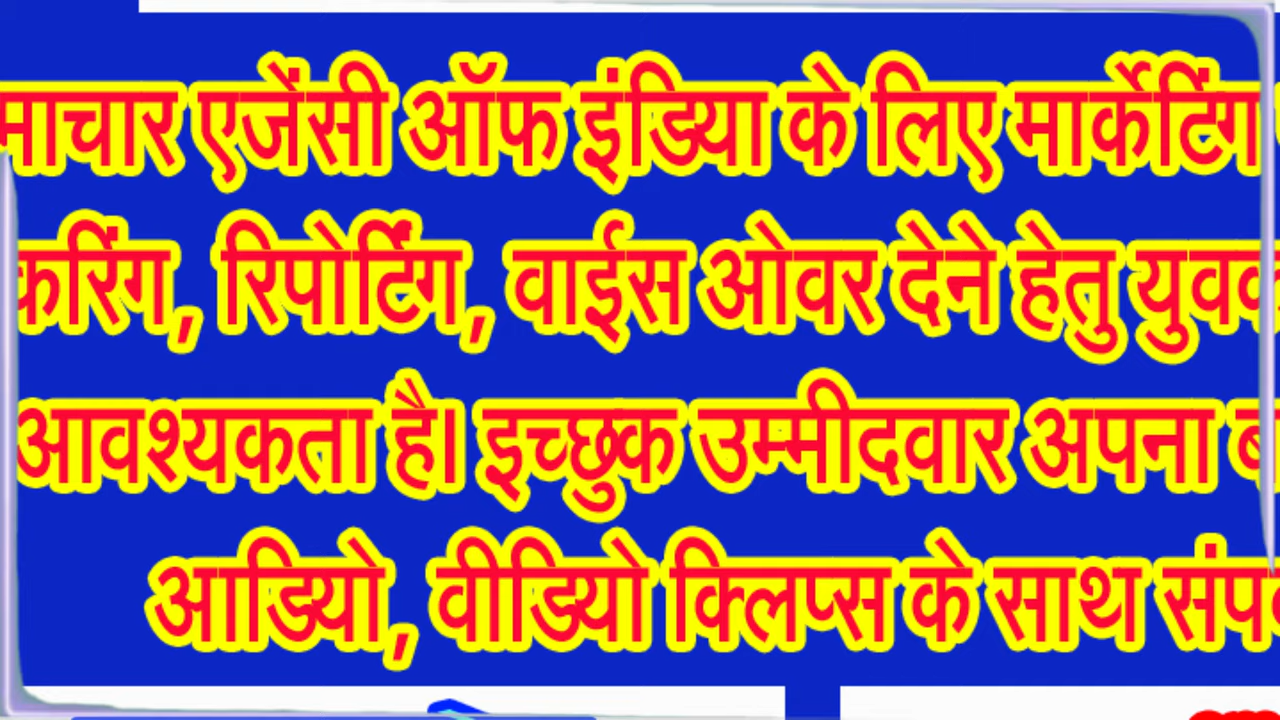 माचार एजेंसी ऑफ इंडिया के लिए मार्केटिंग
करिंग, रिपोर्टिंग, वाईस ओवर देने हेतु युवक
आवश्यकता है। इच्छुक उम्मीदवार अपना
आडियो, वीडियो क्लिप्स के साथ संप